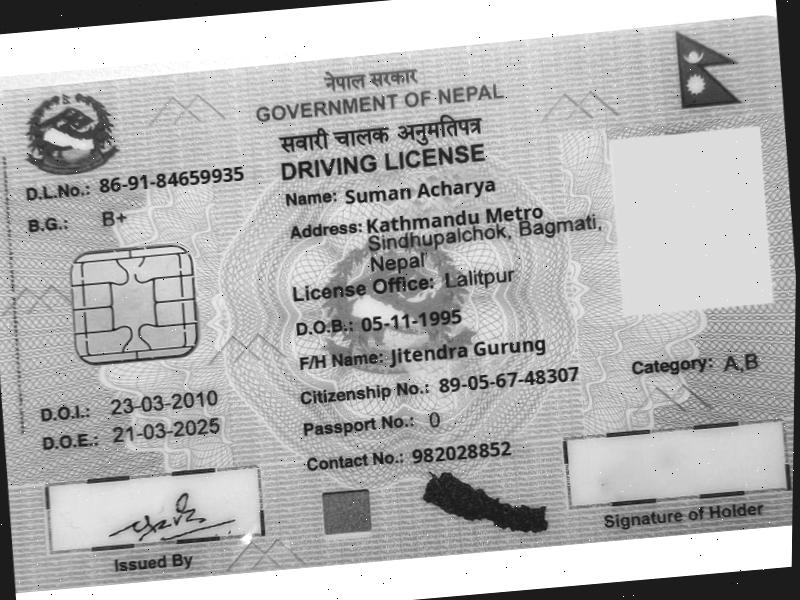 नेपाल सरकार
GOVERNMENT OF NEPAL
सवारी चालक अनुमतिपत्र
DRIVING LICENSE
D.L.No.: 86-91-84659935
B.G.: B+
Name: Suman Acharya
Address: Kathmandu Metro
Sindhupalchok, Bagmati,
Nepal
License Office: Lalitpur
D.O.B.: 05-11-1995
F/H Name: Jitendra Gurung
Citizenship No.: 89-05-67-48307
Category: A,B
Passport No.: 0
Contact No.: 982028852
D.O.I.: 23-03-2010
D.O.E.: 21-03-2025
Issued By
Signature of Holder